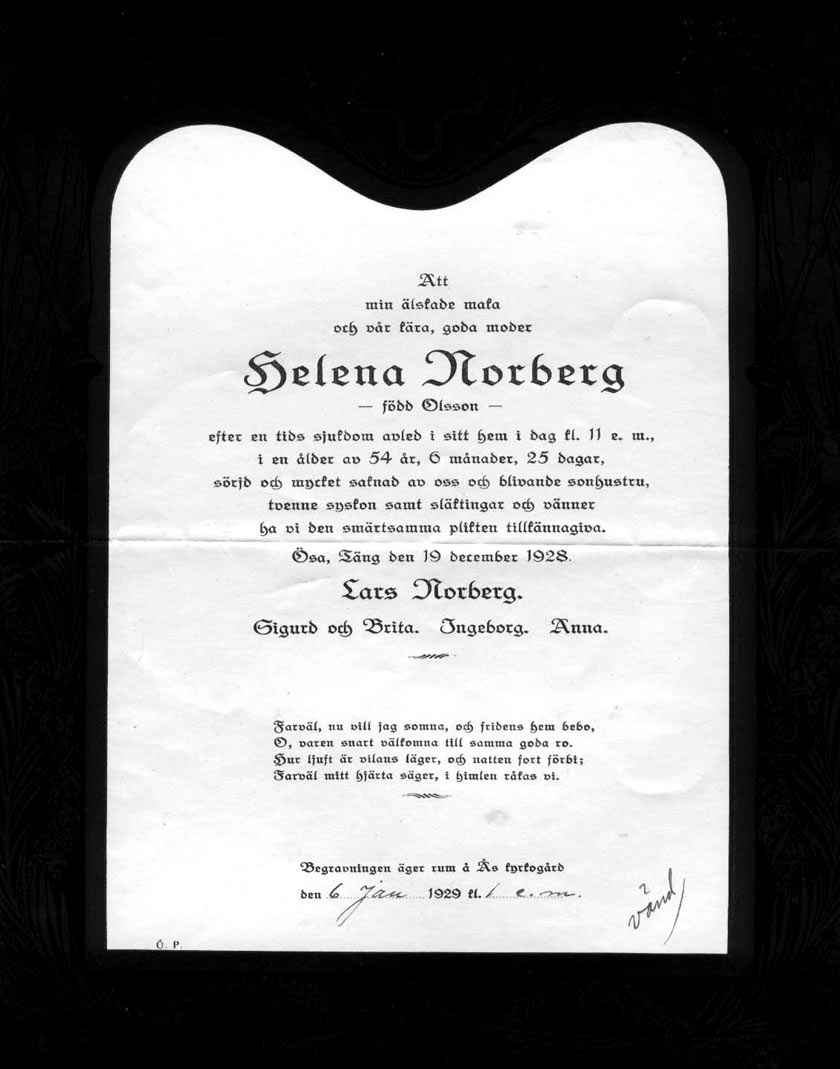 Att
min älskade maka
och vår kära, goda moder
Helena Norberg
— född Olsson —
efter en tids sjukdom avled i sitt hem i dag kl. 11 e. m.,
i en ålder av 54 år, 6 månader, 25 dagar,
sörjd och mycket saknad av oss och blivande sonhustru,
tvenne syskon samt släktingar och vänner
ha vi den smärtsamma plikten tillkännagiva.
Ösa, Täng den 19 december 1928.
Lars Norberg.
Sigurd och Brita. Ingeborg. Anna.
Farväl, nu vill jag somna, och fridens hem bebo,
O, varen snart välkomna till samma goda ro.
Hur ljuft är vilans läger, och natten fort förbi;
Farväl mitt hjärta säger, i himlen råkas vi.
Begravningen äger rum å Ås kyrkogård
den 6 Jan 1929 kl. 1 e. m.
vänd
Ö. P.